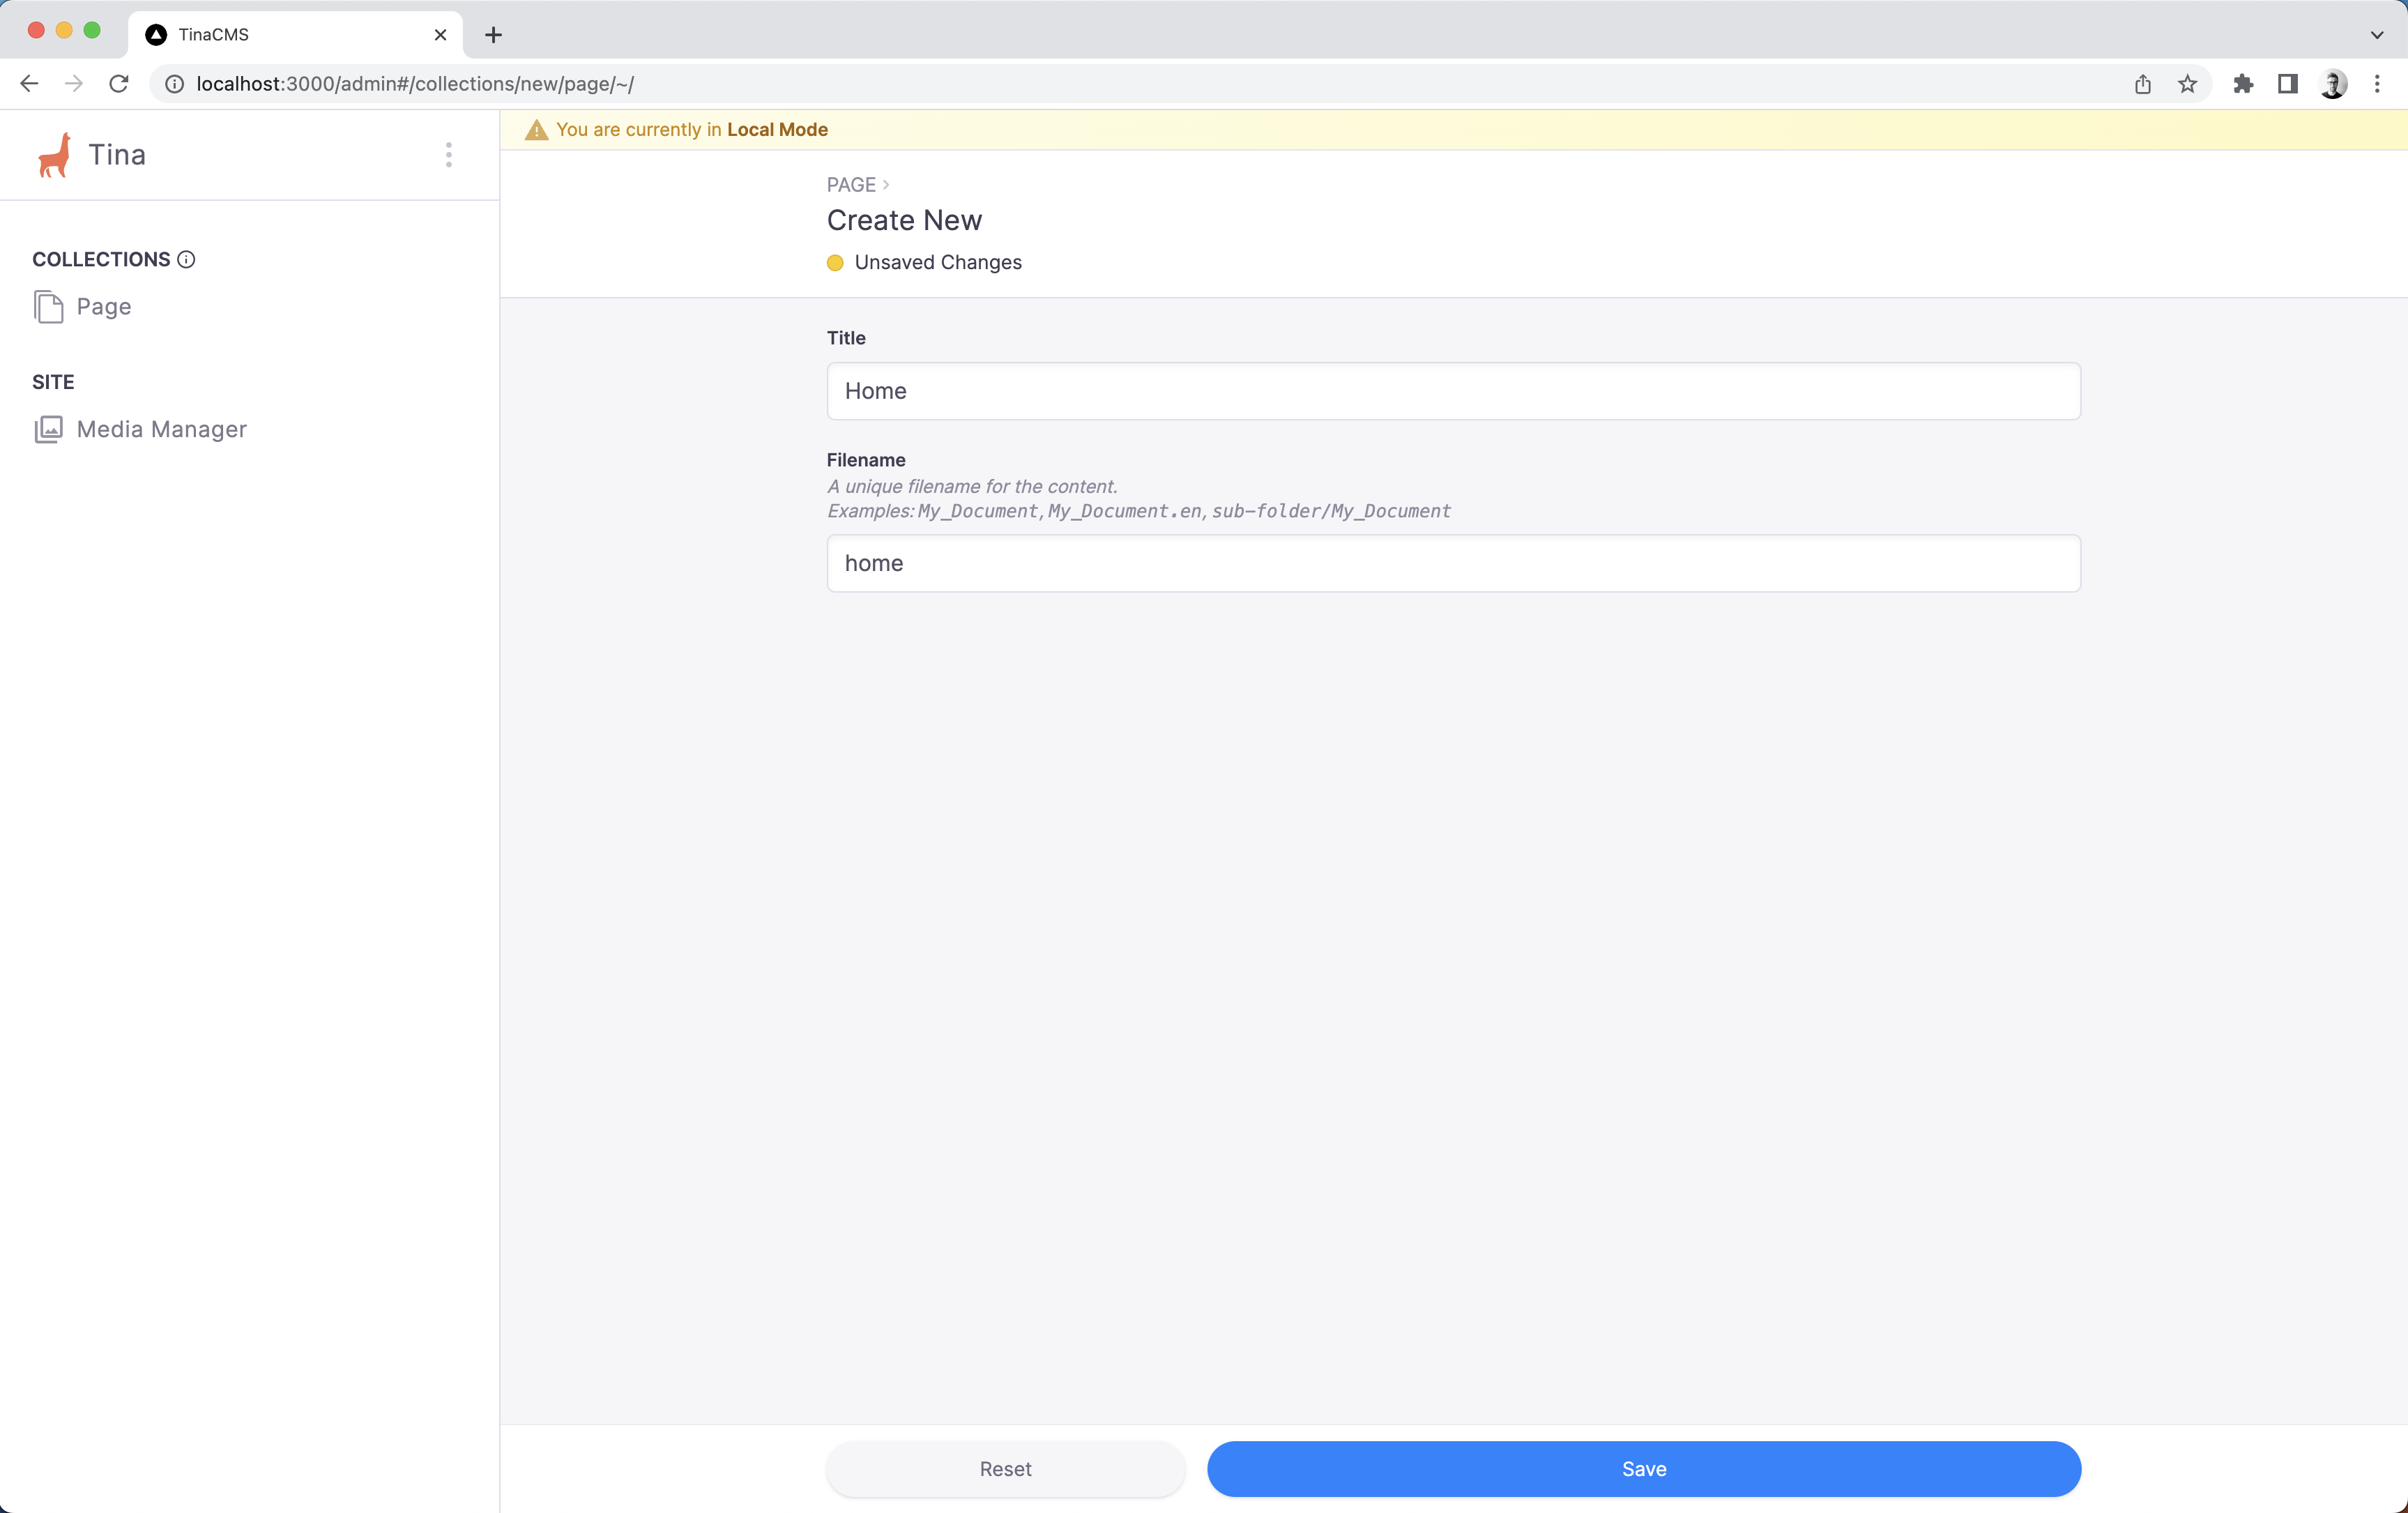 TinaCMS
localhost:3000/admin#/collections/new/page/~/
Tina
You are currently in Local Mode
COLLECTIONS
Page
SITE
Media Manager
PAGE
Create New
Unsaved Changes
Title
Home
Filename
A unique filename for the content.
Examples: My_Document, My_Document.en, sub-folder/My_Document
home
Reset
Save